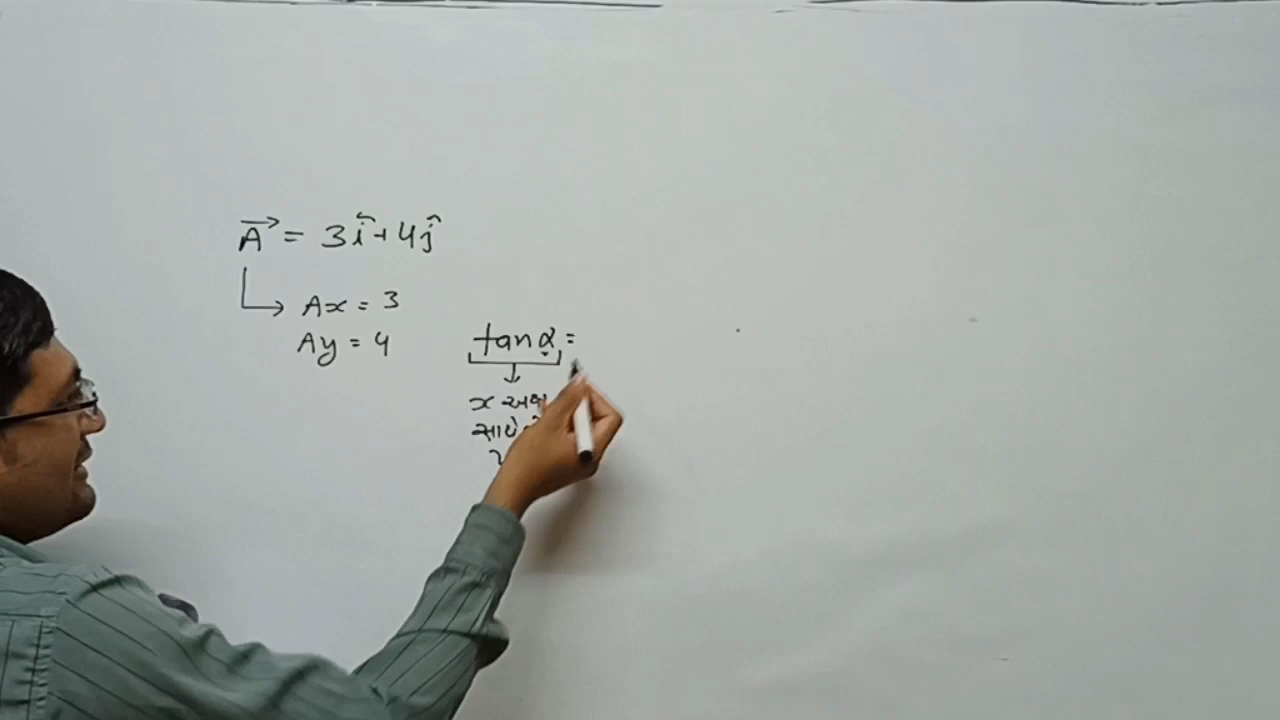 A⃗ = 3î + 4ĵ
Ax = 3
Ay = 4
tan α =
x અક્ષ
સાથે